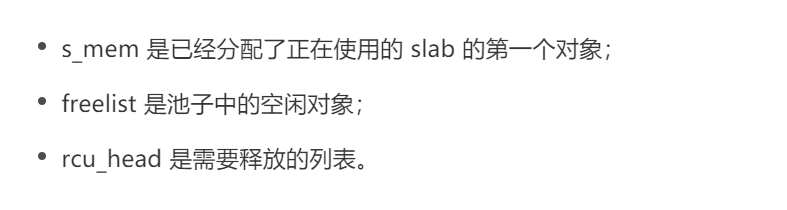 • s_mem 是已经分配了正在使用的 slab 的第一个对象；
• freelist 是池子中的空闲对象；
• rcu_head 是需要释放的列表。